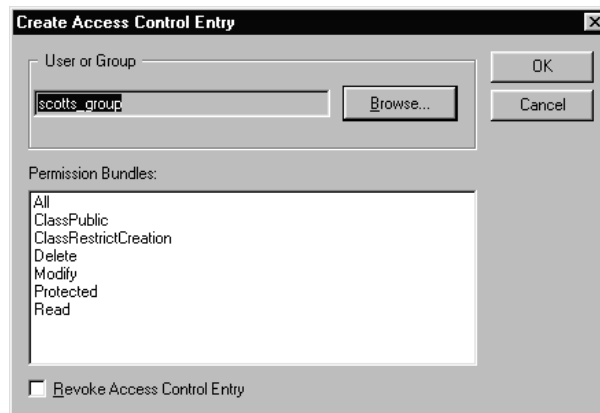 Create Access Control Entry
User or Group
scotts_group
Browse...
OK
Cancel
Permission Bundles:
All
ClassPublic
ClassRestrictCreation
Delete
Modify
Protected
Read
Revoke Access Control Entry